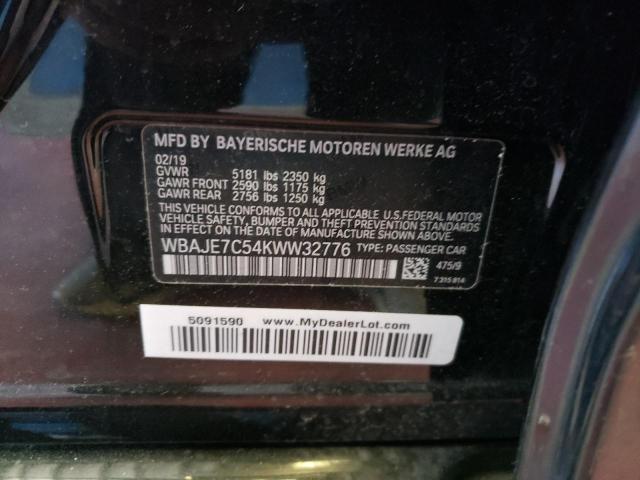 MFD BY BAYERISCHE MOTOREN WERKE AG
02/19
GVWR 5181 lbs 2350 kg
GAWR FRONT 2590 lbs 1175 kg
GAWR REAR 2756 lbs 1250 kg
THIS VEHICLE CONFORMS TO ALL APPLICABLE U.S.FEDERAL MOTOR
VEHICLE SAFETY, BUMPER AND THEFT PREVENTION STANDARDS
IN EFFECT ON THE DATE OF MANUFACTURE SHOWN ABOVE.
WBAJE7C54KWW32776 TYPE: PASSENGER CAR
475/9
7 315 814
5091590 www.MyDealerLot.com